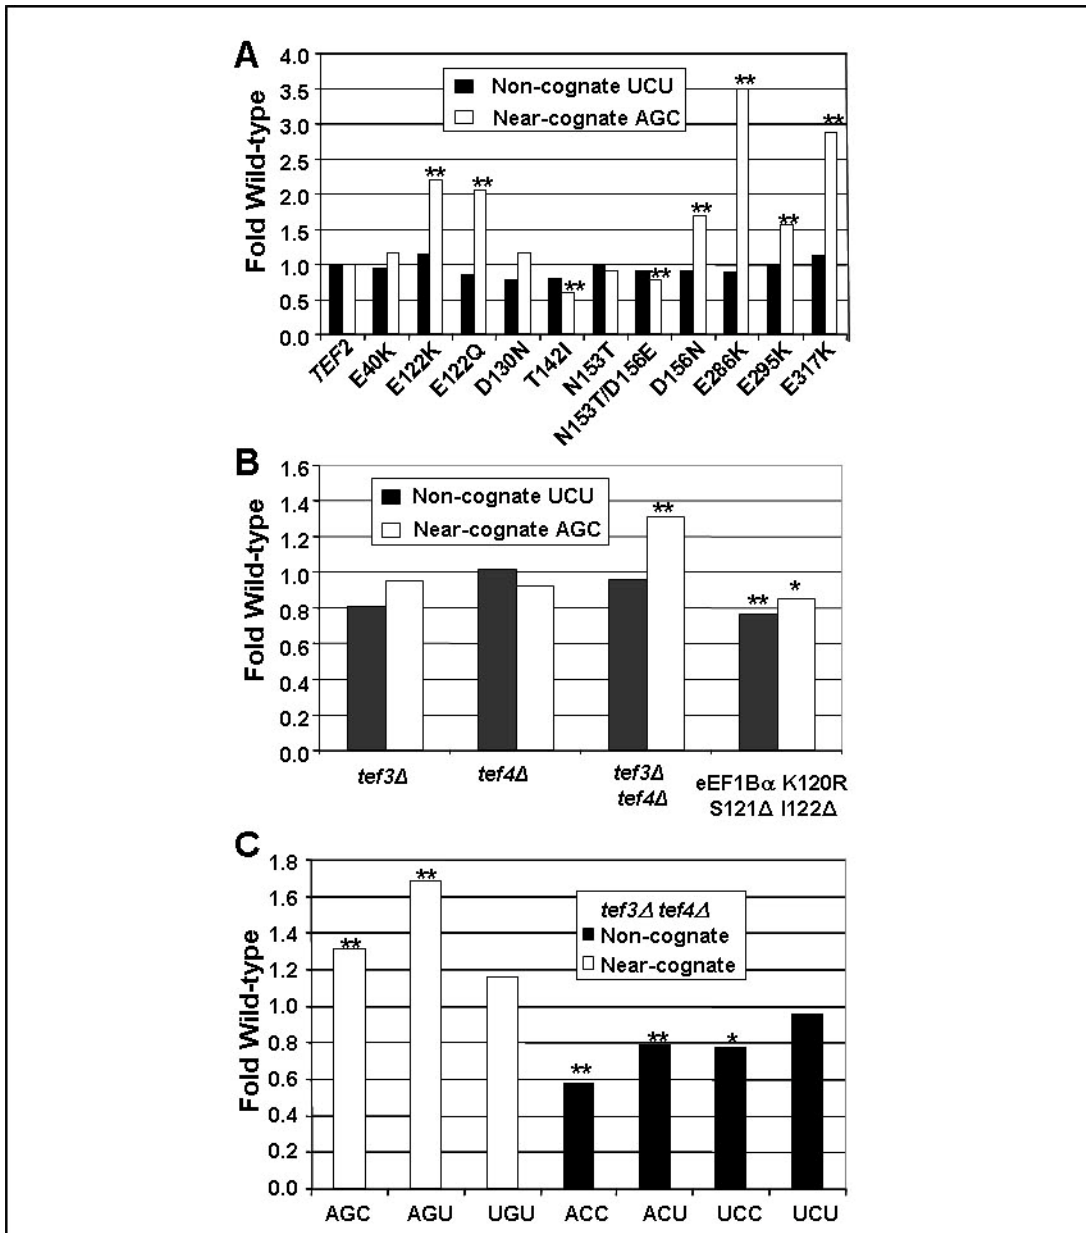 A
Fold Wild-type
4.0
3.5
3.0
2.5
2.0
1.5
1.0
0.5
0.0
Non-cognate UCU
Near-cognate AGC
** ** ** ** ** ** ** **
TEF2 E40K E122K E122Q D130N T142I N153T N153T/D156E D156N E286K E295K E317K
B
Fold Wild-type
1.6
1.4
1.2
1.0
0.8
0.6
0.4
0.2
0.0
Non-cognate UCU
Near-cognate AGC
** ** *
tef3Δ tef4Δ tef3Δ eEF1Bα K120R
tef4Δ S121Δ I122Δ
C
Fold Wild-type
1.8
1.6
1.4
1.2
1.0
0.8
0.6
0.4
0.2
0.0
tef3Δ tef4Δ
Non-cognate
Near-cognate
** ** ** ** *
AGC AGU UGU ACC ACU UCC UCU